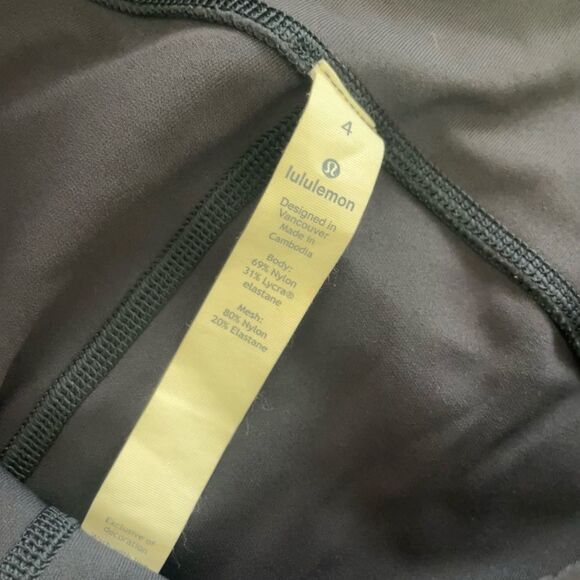 4
lululemon
Designed in
Vancouver
Made in
Cambodia
Body:
69% Nylon
31% Lycra®
elastane
Mesh:
80% Nylon
20% Elastane
Exclusive of
decoration